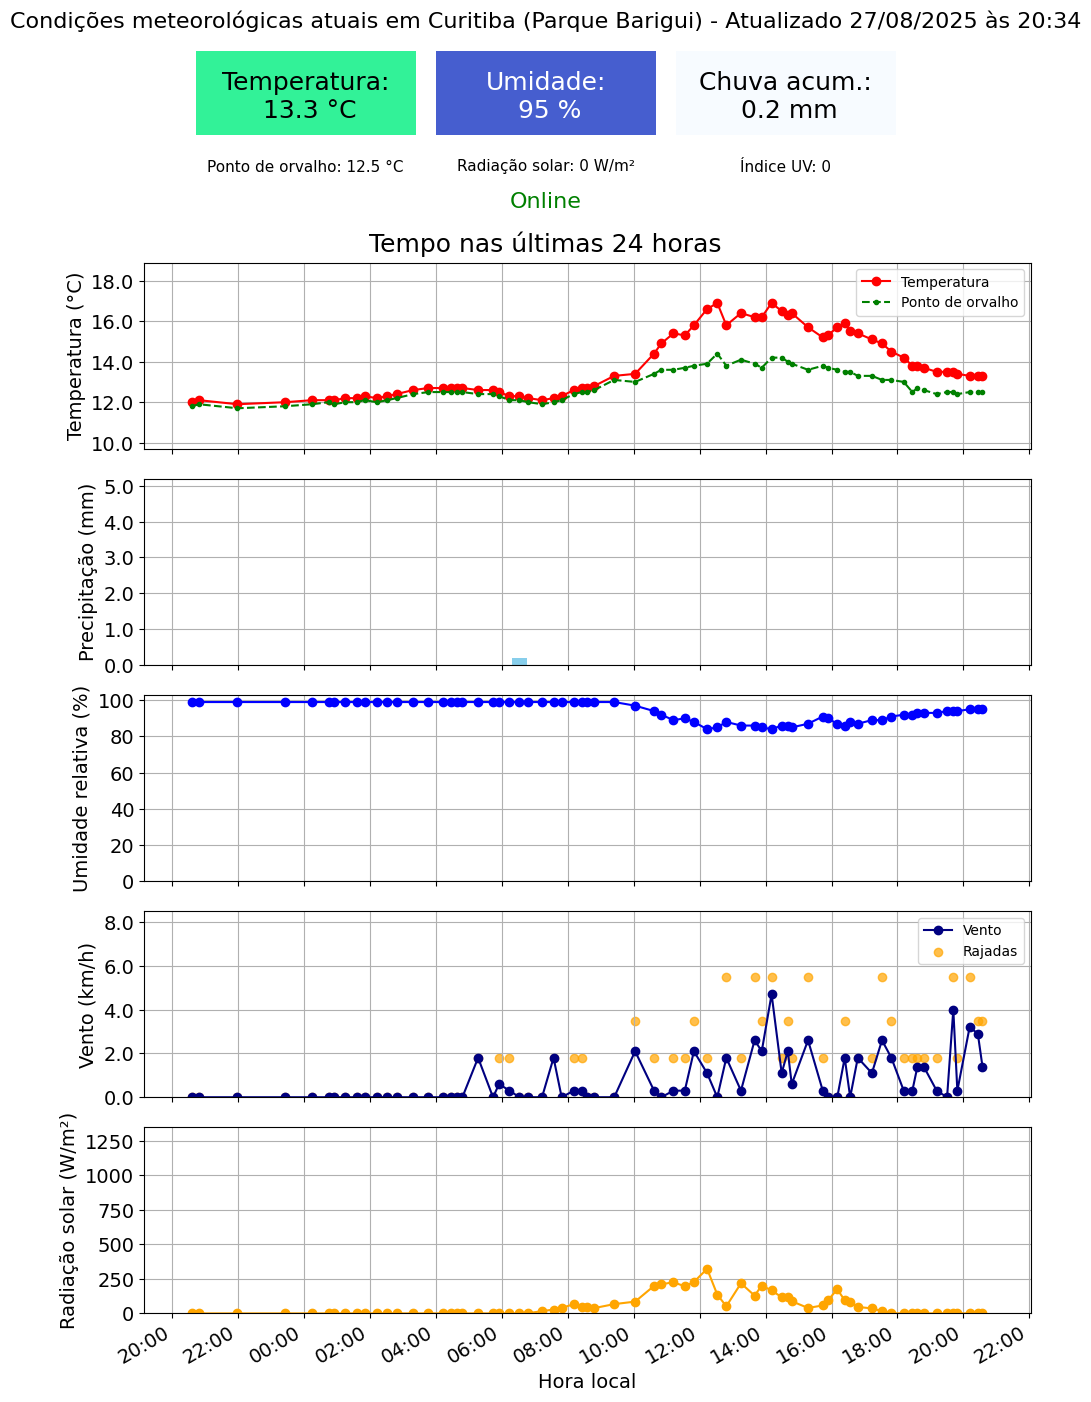 Condições meteorológicas atuais em Curitiba (Parque Barigui) - Atualizado 27/08/2025 às 20:34
Temperatura:
13.3 °C
Umidade:
95 %
Chuva acum.:
0.2 mm
Ponto de orvalho: 12.5 °C
Radiação solar: 0 W/m²
Índice UV: 0
Online
Tempo nas últimas 24 horas
Temperatura (°C)
18.0
16.0
14.0
12.0
10.0
Temperatura
Ponto de orvalho
Precipitação (mm)
5.0
4.0
3.0
2.0
1.0
0.0
Umidade relativa (%)
100
80
60
40
20
0
Vento (km/h)
8.0
6.0
4.0
2.0
0.0
Vento
Rajadas
Radiação solar (W/m²)
1250
1000
750
500
250
0
20:00
22:00
00:00
02:00
04:00
06:00
08:00
10:00
12:00
14:00
16:00
18:00
20:00
22:00
Hora local